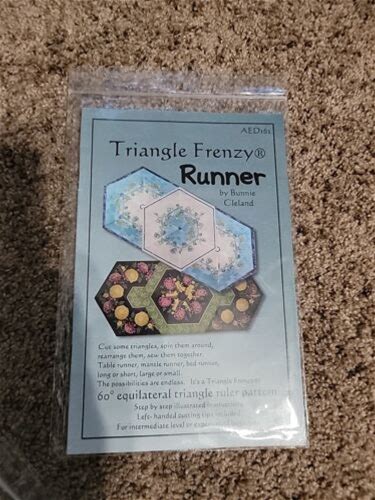 AED181
Triangle Frenzy®
Runner
by Bunnie
Cleland
Cut some triangles, spin them around,
rearrange them, sew them together.
Table runner, mantle runner, bed runner,
long or short, large or small.
The possibilities are endless. It's a Triangle Frenzy®!
60° equilateral triangle ruler pattern
Step by step illustrated instructions
Left-handed cutting tips included
For intermediate level or experienced